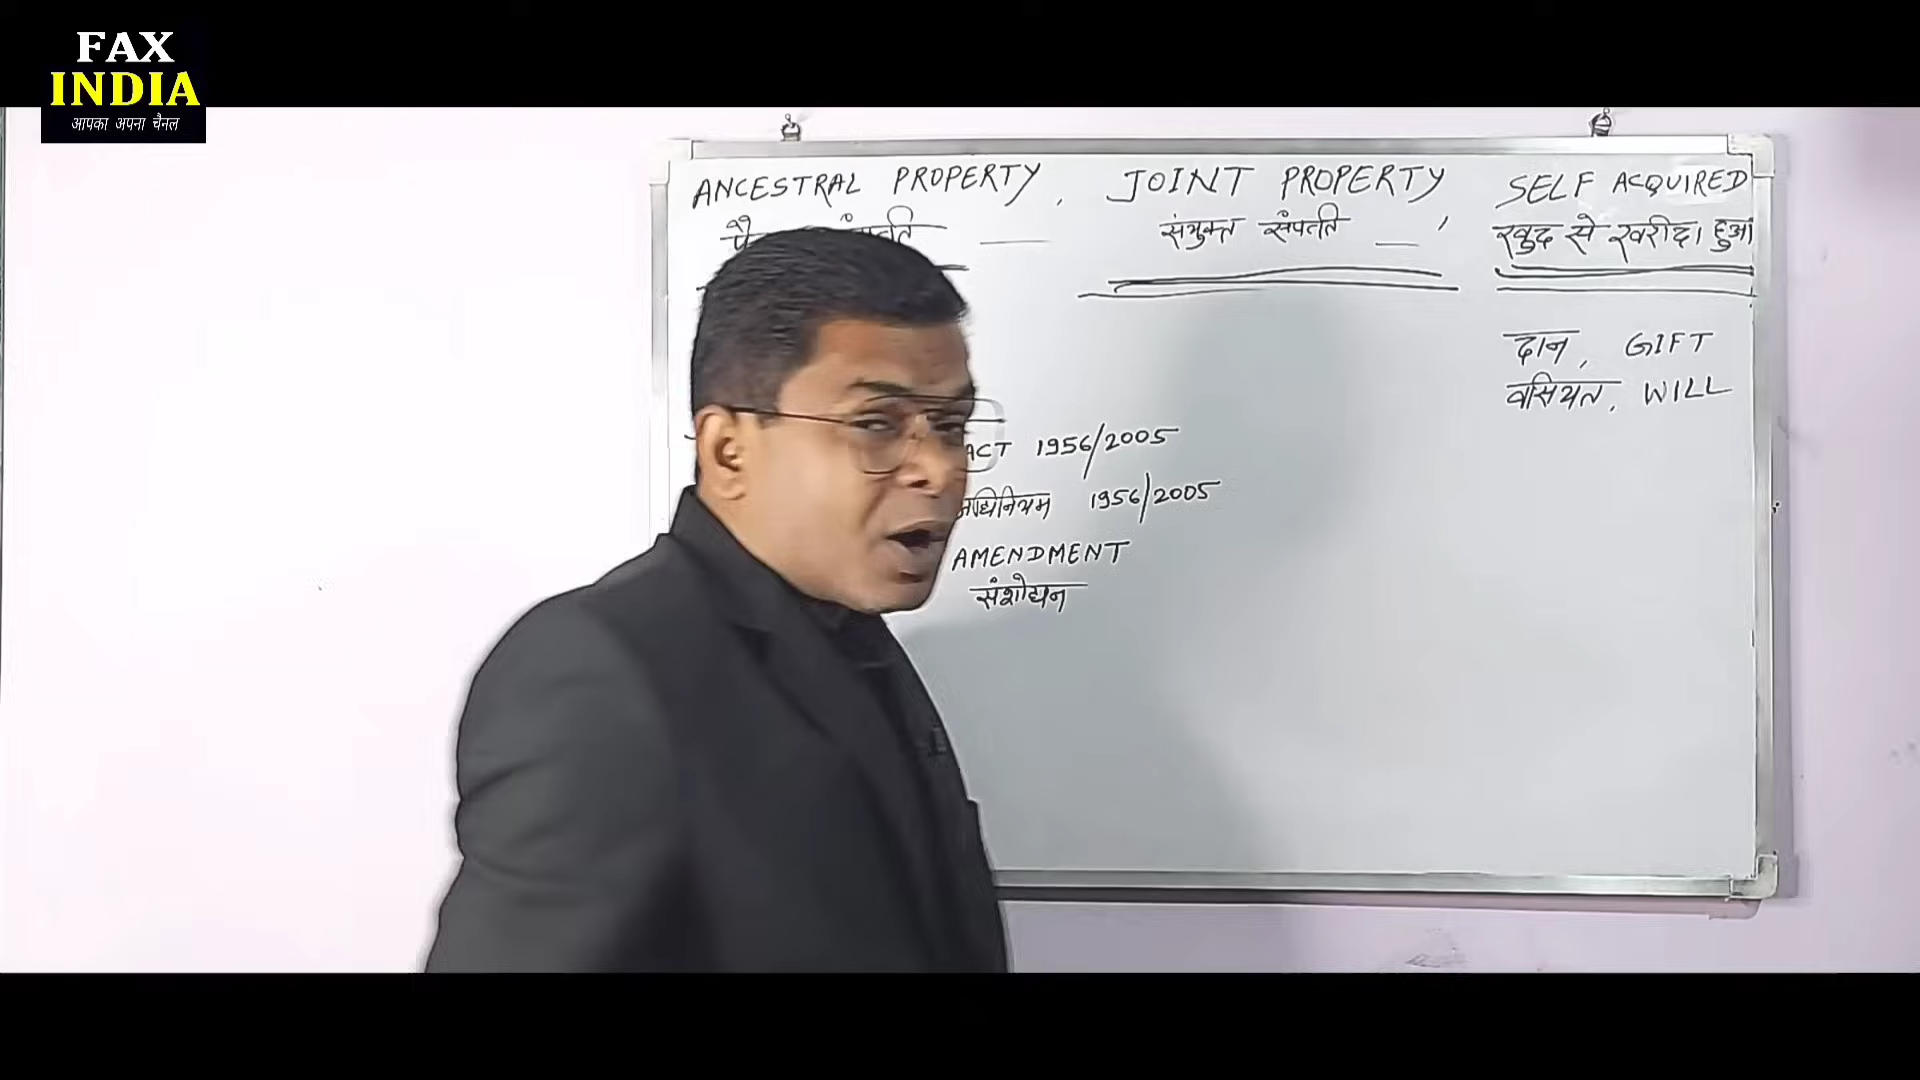 FAX
INDIA
आपका अपना चैनल
ANCESTRAL PROPERTY, JOINT PROPERTY SELF ACQUIRED
संयुक्त संपत्ती, खुद से खरीदा हुआ
दान, GIFT
वसियत, WILL
ACT 1956/2005
अधिनियम 1956/2005
AMENDMENT
संशोधन